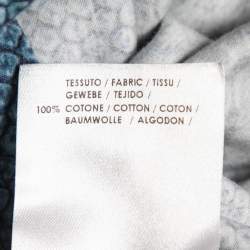 TESSUTO / FABRIC / TISSU /
GEWEBE / TEJIDO /
100% COTONE / COTTON / COTON /
BAUMWOLLE / ALGODON /